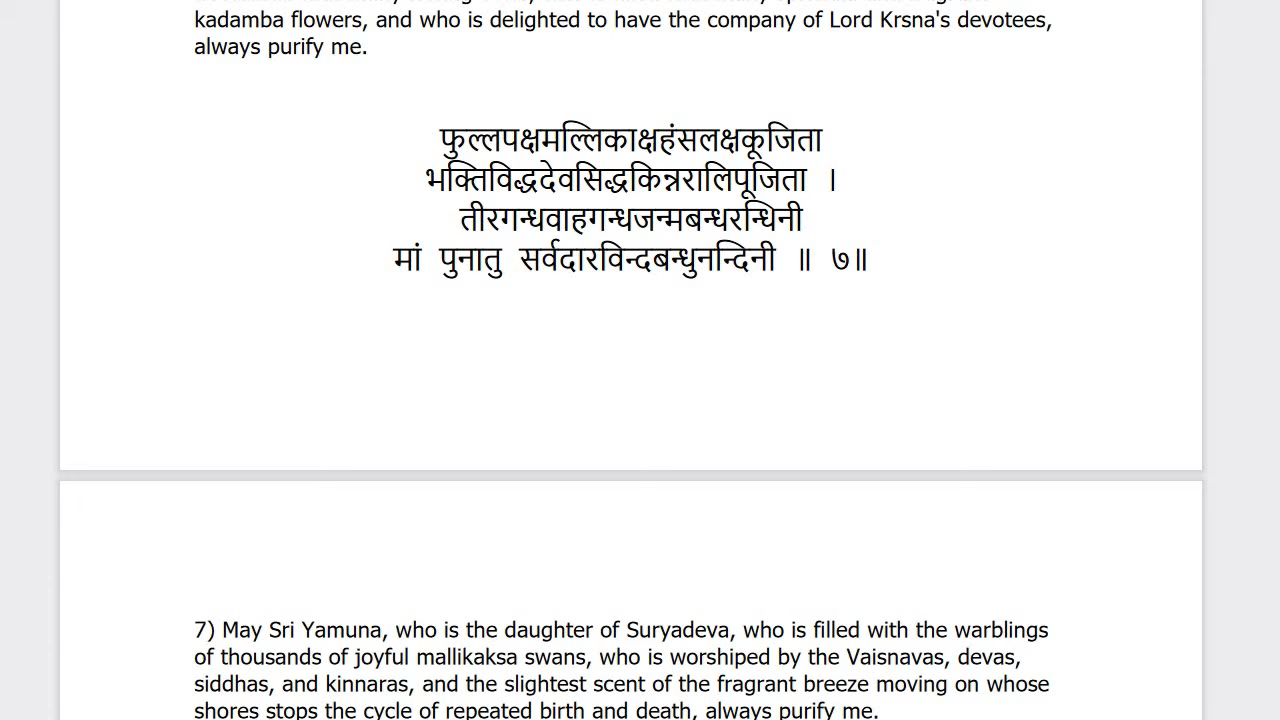 kadamba flowers, and who is delighted to have the company of Lord Krsna's devotees,
always purify me.
फुल्लपक्षमल्लिकाक्षहंसलक्षकूजिता
भक्तिविद्धदेवसिद्धकिन्नरालिपूजिता ।
तीरगन्धवाहगन्धजन्मबन्धरन्धिनी
मां पुनातु सर्वदारविन्दबन्धुनन्दिनी ॥ ७॥
7) May Sri Yamuna, who is the daughter of Suryadeva, who is filled with the warblings
of thousands of joyful mallikaksa swans, who is worshiped by the Vaisnavas, devas,
siddhas, and kinnaras, and the slightest scent of the fragrant breeze moving on whose
shores stops the cycle of repeated birth and death, always purify me.